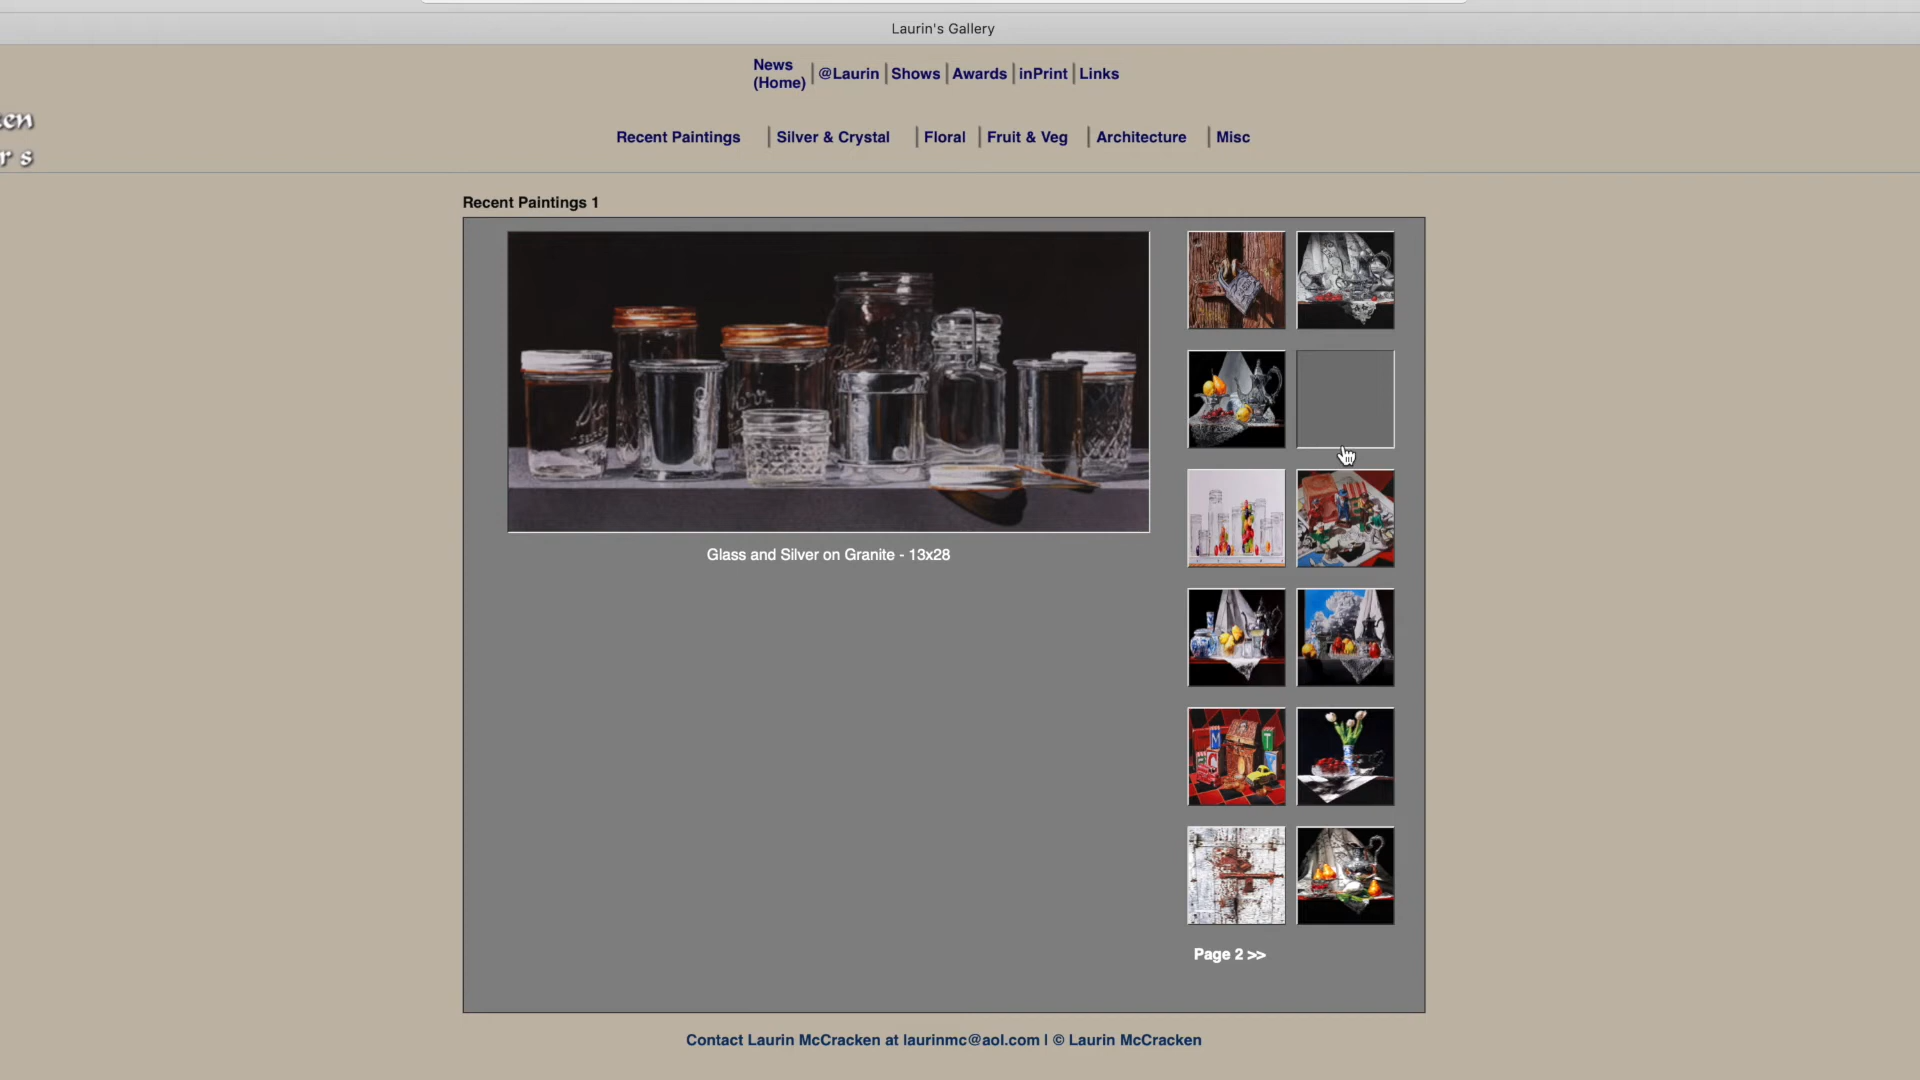 Laurin's Gallery
News (Home) | @Laurin | Shows | Awards | inPrint | Links
en
rs
Recent Paintings | Silver & Crystal | Floral | Fruit & Veg | Architecture | Misc
Recent Paintings 1
Glass and Silver on Granite - 13x28
Page 2 >>
Contact Laurin McCracken at laurinmc@aol.com | © Laurin McCracken